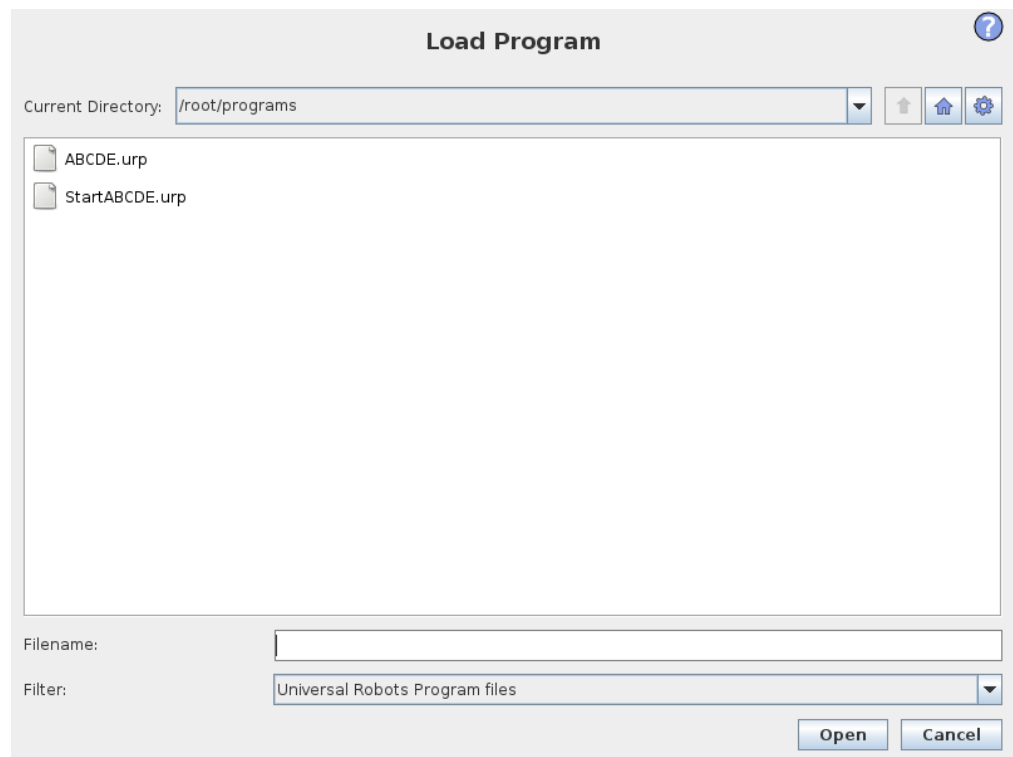 Load Program
?
Current Directory: /root/programs
ABCDE.urp
StartABCDE.urp
Filename:
Filter: Universal Robots Program files
Open Cancel